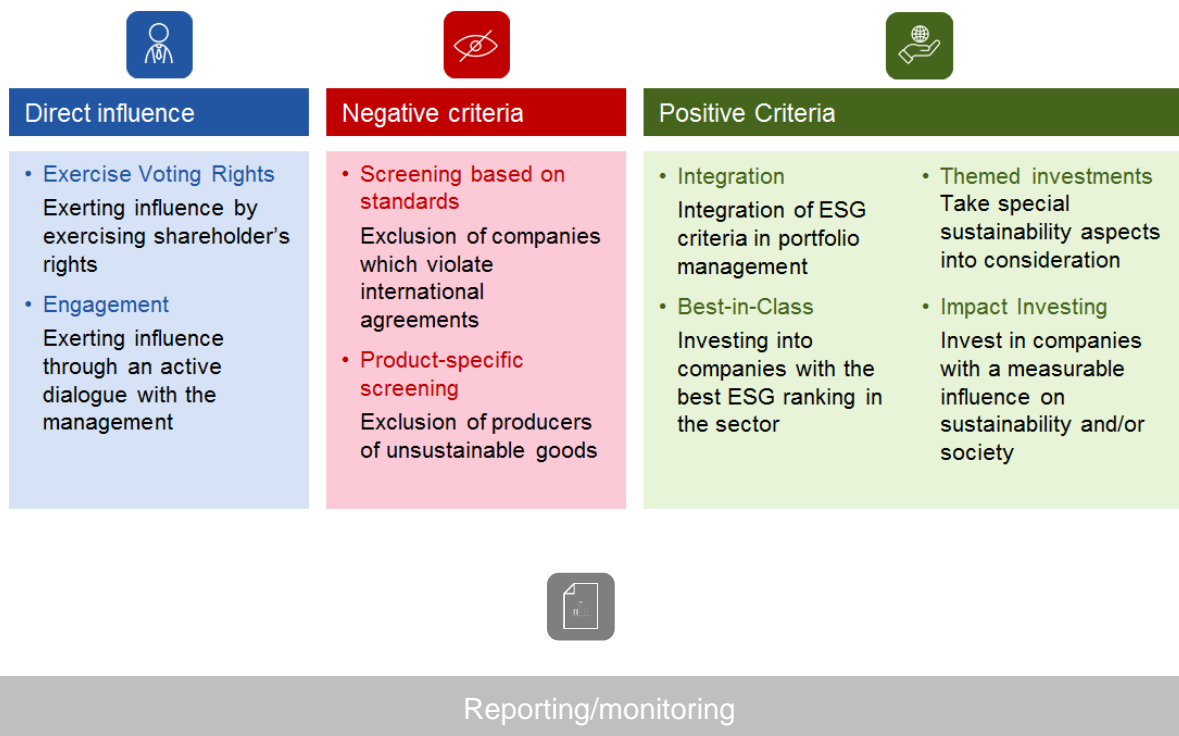 Direct influence
• Exercise Voting Rights
Exerting influence by
exercising shareholder's
rights
• Engagement
Exerting influence
through an active
dialogue with the
management
Negative criteria
• Screening based on
standards
Exclusion of companies
which violate
international
agreements
• Product-specific
screening
Exclusion of producers
of unsustainable goods
Positive Criteria
• Integration
Integration of ESG
criteria in portfolio
management
• Best-in-Class
Investing into
companies with the
best ESG ranking in
the sector
• Themed investments
Take special
sustainability aspects
into consideration
• Impact Investing
Invest in companies
with a measurable
influence on
sustainability and/or
society
Reporting/monitoring